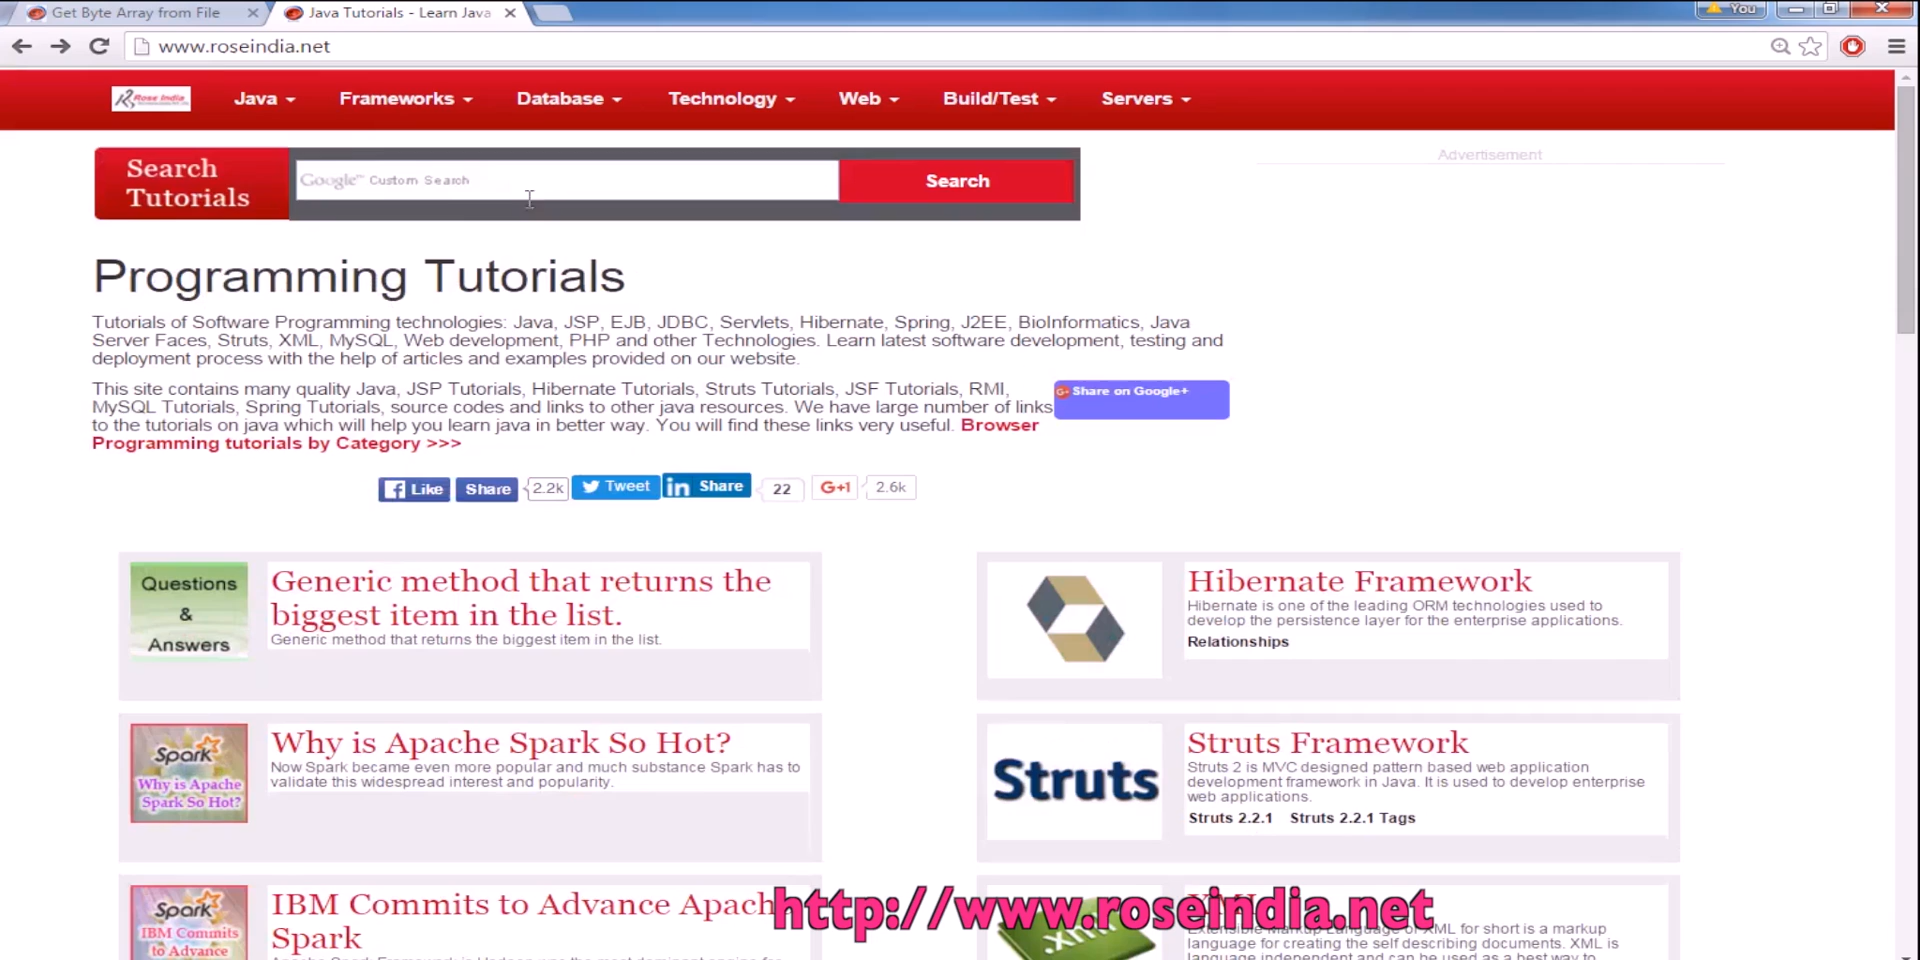 Get Byte Array from File
Java Tutorials - Learn Java
You
www.roseindia.net
Rose India
Java
Frameworks
Database
Technology
Web
Build/Test
Servers
Search
Tutorials
Google™ Custom Search
Search
Advertisement
Programming Tutorials
Tutorials of Software Programming technologies: Java, JSP, EJB, JDBC, Servlets, Hibernate, Spring, J2EE, BioInformatics, Java
Server Faces, Struts, XML, MySQL, Web development, PHP and other Technologies. Learn latest software development, testing and
deployment process with the help of articles and examples provided on our website.
This site contains many quality Java, JSP Tutorials, Hibernate Tutorials, Struts Tutorials, JSF Tutorials, RMI,
MySQL Tutorials, Spring Tutorials, source codes and links to other java resources. We have large number of links
to the tutorials on java which will help you learn java in better way. You will find these links very useful. Browser
Programming tutorials by Category >>>
G+ Share on Google+
Like
Share
2.2k
Tweet
in Share
22
G+1
2.6k
Questions
&
Answers
Generic method that returns the
biggest item in the list.
Generic method that returns the biggest item in the list.
Hibernate Framework
Hibernate is one of the leading ORM technologies used to
develop the persistence layer for the enterprise applications.
Relationships
Spark
Why is Apache
Spark So Hot?
Why is Apache Spark So Hot?
Now Spark became even more popular and much substance Spark has to
validate this widespread interest and popularity.
Struts
Struts Framework
Struts 2 is MVC designed pattern based web application
development framework in Java. It is used to develop enterprise
web applications.
Struts 2.2.1 Struts 2.2.1 Tags
Spark
IBM Commits
to Advance
IBM Commits to Advance Apach
Spark
http://www.roseindia.net
XML
Extensible Markup Language or XML for short is a markup
language for creating the self describing documents. XML is
language independent and can be used as a best way to